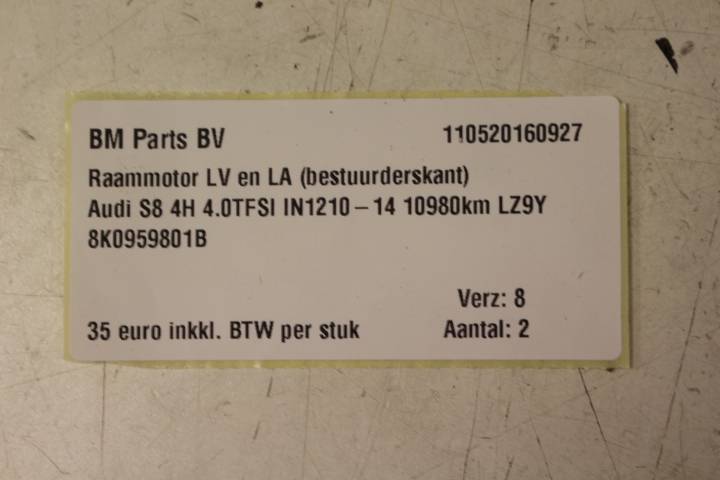 BM Parts BV 110520160927
Raammotor LV en LA (bestuurderskant)
Audi S8 4H 4.0TFSI IN1210-14 10980km LZ9Y
8K0959801B
Verz: 8
35 euro inkkl. BTW per stuk Aantal: 2